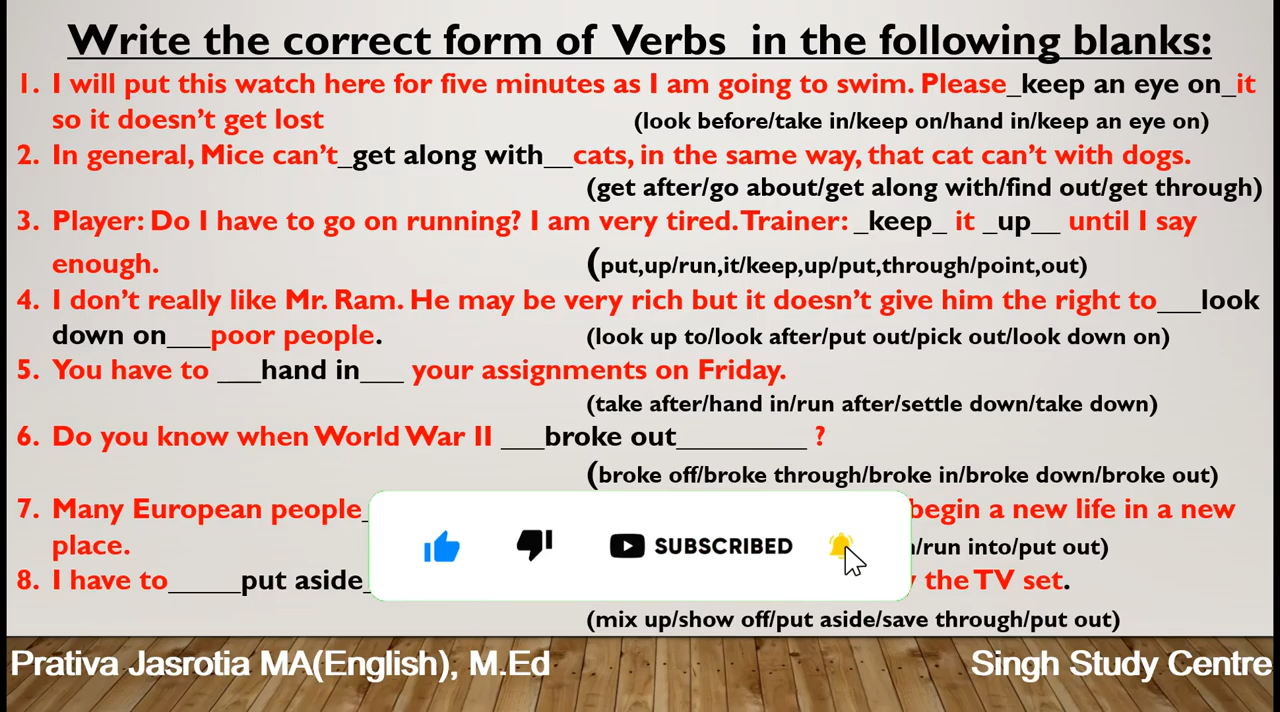 Write the correct form of Verbs in the following blanks:
1. I will put this watch here for five minutes as I am going to swim. Please_keep an eye on_it
so it doesn't get lost (look before/take in/keep on/hand in/keep an eye on)
2. In general, Mice can't_get along with__cats, in the same way, that cat can't with dogs.
(get after/go about/get along with/find out/get through)
3. Player: Do I have to go on running? I am very tired. Trainer: _keep_ it _up__ until I say
enough. (put,up/run,it/keep,up/put,through/point,out)
4. I don't really like Mr. Ram. He may be very rich but it doesn't give him the right to___look
down on___poor people. (look up to/look after/put out/pick out/look down on)
5. You have to ___hand in___ your assignments on Friday.
(take after/hand in/run after/settle down/take down)
6. Do you know when World War II ___broke out_________ ?
(broke off/broke through/broke in/broke down/broke out)
7. Many European people_ begin a new life in a new
place. /run into/put out)
SUBSCRIBED
8. I have to_____put aside_ the TV set.
(mix up/show off/put aside/save through/put out)
Prativa Jasrotia MA(English), M.Ed Singh Study Centre